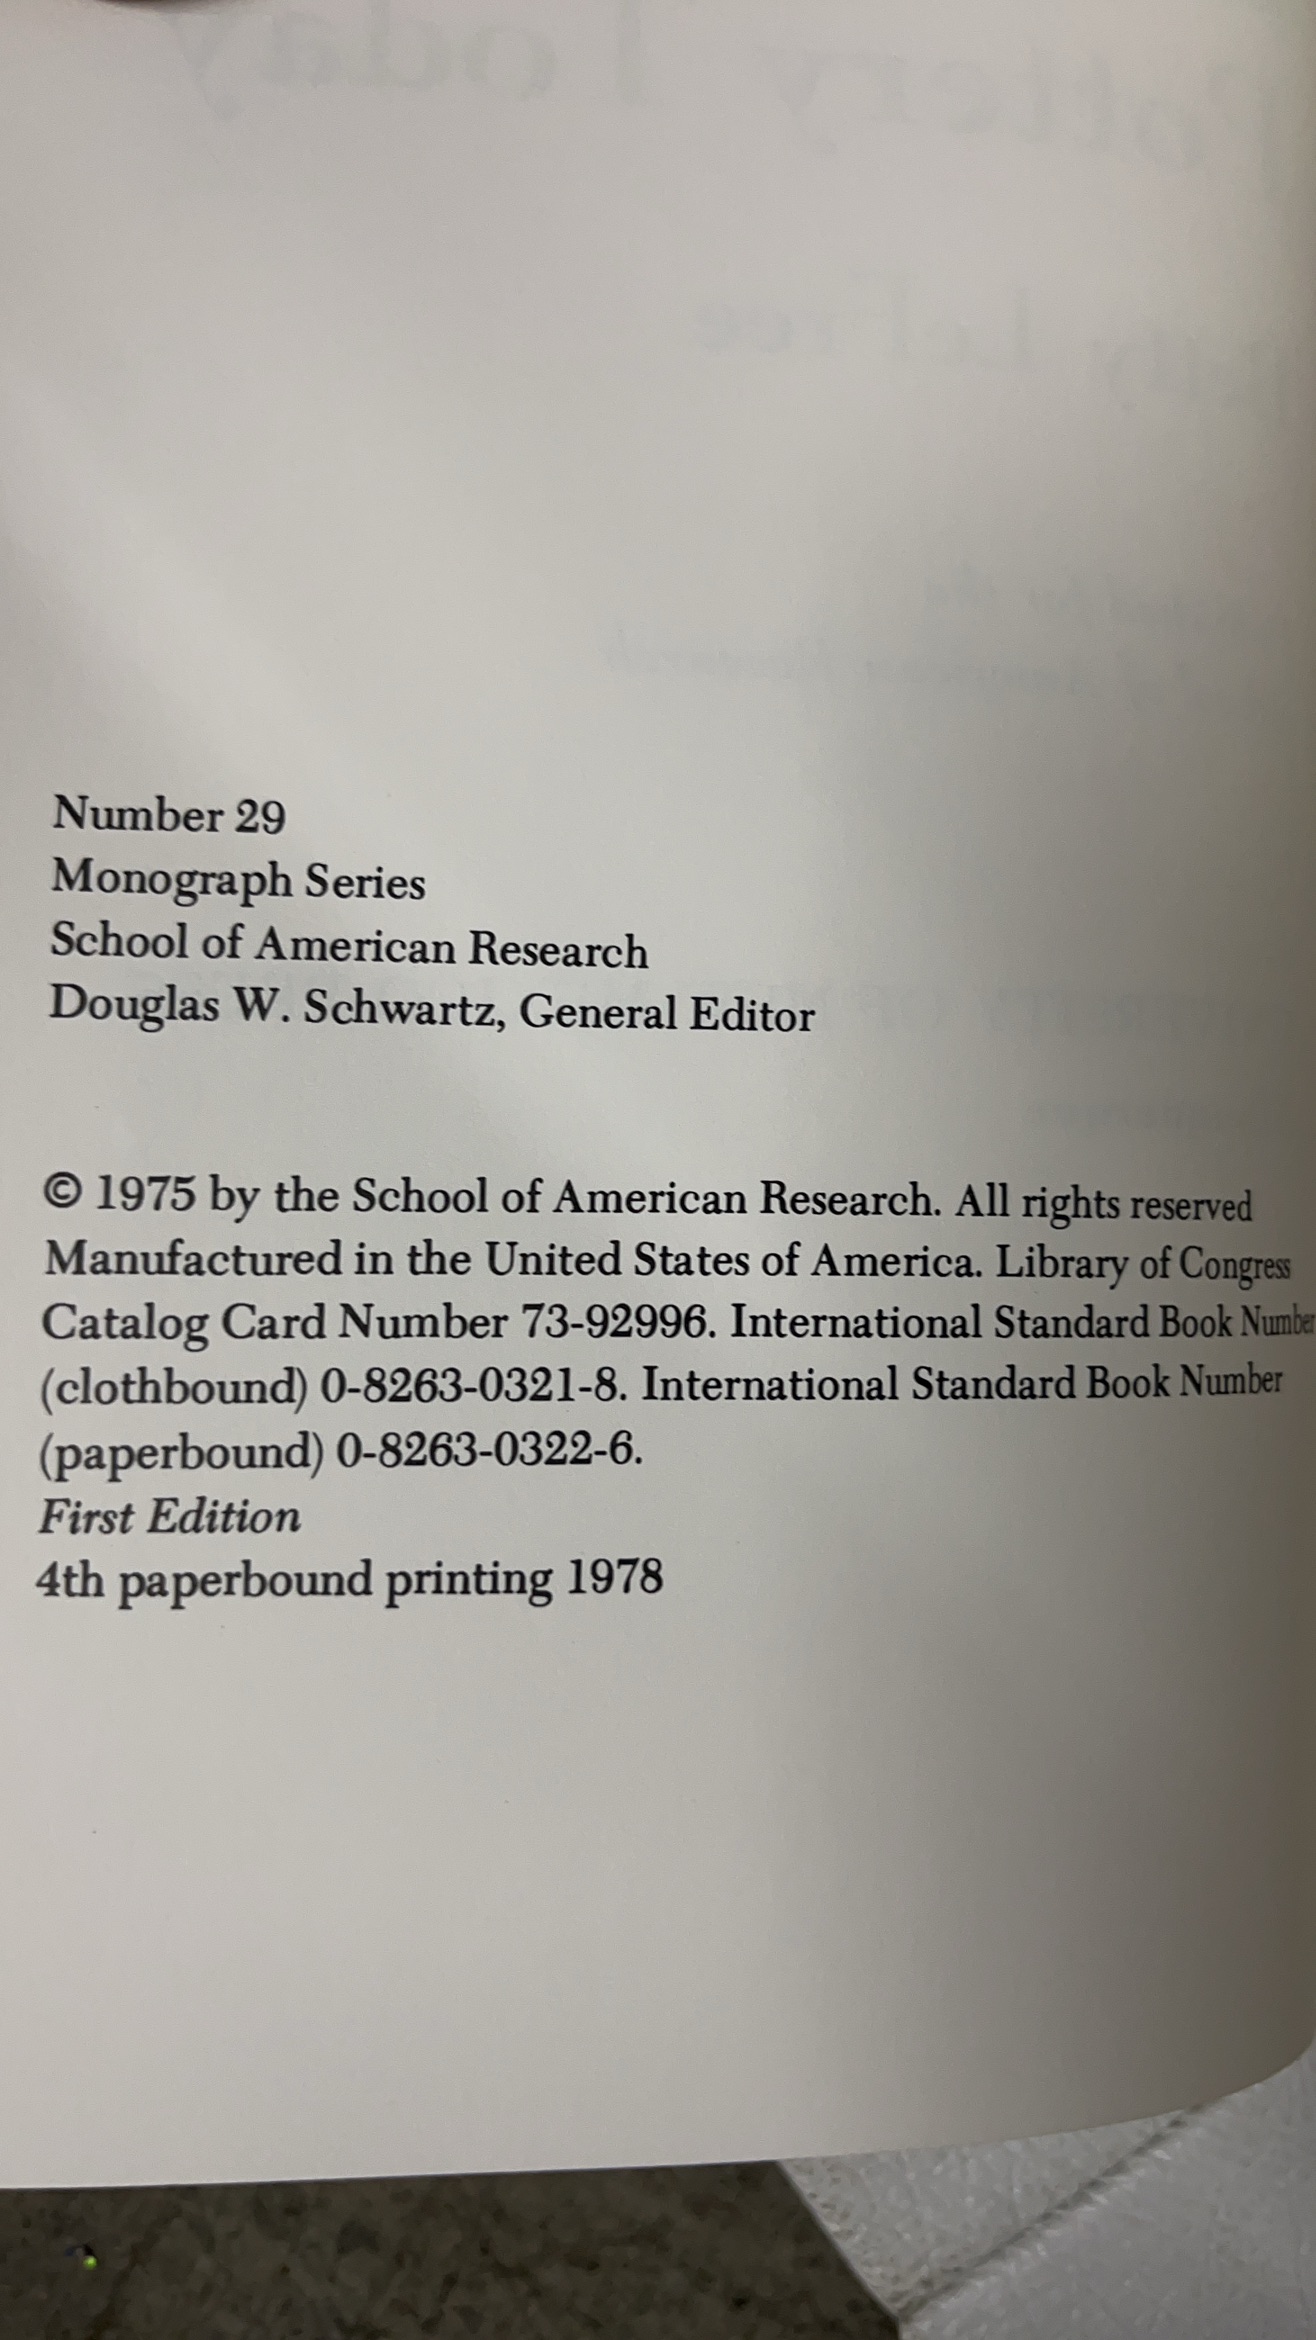 Number 29
Monograph Series
School of American Research
Douglas W. Schwartz, General Editor
© 1975 by the School of American Research. All rights reserved
Manufactured in the United States of America. Library of Congress
Catalog Card Number 73-92996. International Standard Book Number
(clothbound) 0-8263-0321-8. International Standard Book Number
(paperbound) 0-8263-0322-6.
First Edition
4th paperbound printing 1978